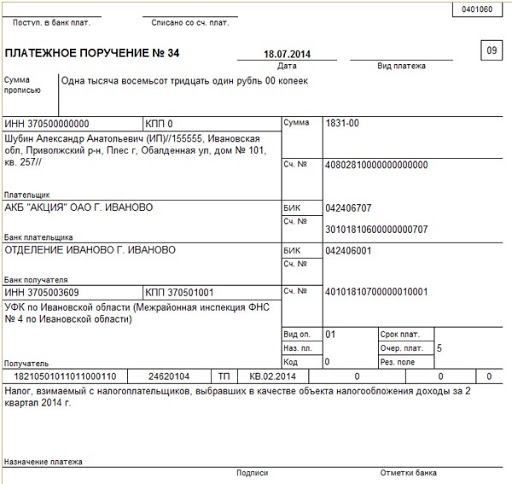 0401060
Поступ. в банк плат.
Списано со сч. плат.
ПЛАТЕЖНОЕ ПОРУЧЕНИЕ № 34
18.07.2014
09
Дата
Вид платежа
Сумма прописью
Одна тысяча восемьсот тридцать один рубль 00 копеек
ИНН 370500000000
КПП 0
Сумма
1831-00
Шубин Александр Анатольевич (ИП)//155555, Ивановская
обл, Приволжский р-н, Плес г, Обалденная ул, дом № 101,
кв. 257//
Сч. №
40802810000000000000
Плательщик
АКБ "АКЦИЯ" ОАО Г. ИВАНОВО
БИК
042406707
Сч. №
30101810600000000707
Банк плательщика
ОТДЕЛЕНИЕ ИВАНОВО Г. ИВАНОВО
БИК
042406001
Сч. №
Банк получателя
ИНН 3705003609
КПП 370501001
Сч. №
40101810700000010001
УФК по Ивановской области (Межрайонная инспекция ФНС
№ 4 по Ивановской области)
Вид оп.
01
Срок плат.
Наз. пл.
Очер. плат.
5
Получатель
Код
0
Рез. поле
18210501011011000110
24620104
ТП
КВ.02.2014
0
0
0
Налог, взимаемый с налогоплательщиков, выбравших в качестве объекта налогообложения доходы за 2
квартал 2014 г.
Назначение платежа
Подписи
Отметки банка